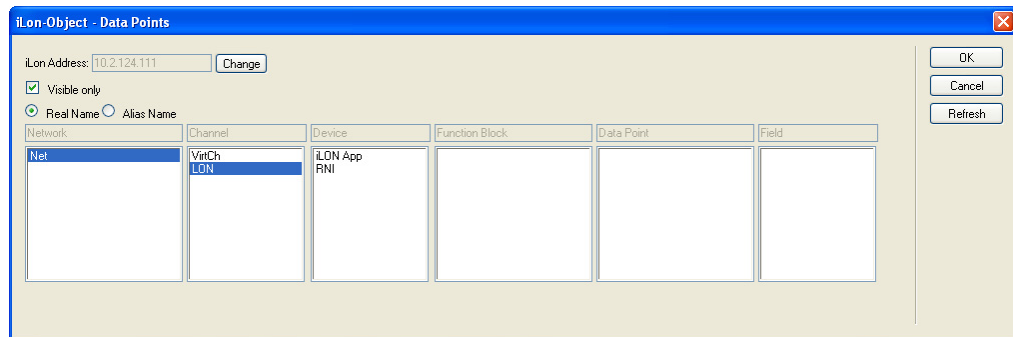 iLon-Object - Data Points
iLon Address: 10.2.124.111 Change
Visible only
Real Name Alias Name
Network Channel Device Function Block Data Point Field
Net VirtCh iLON App
LON RNI
OK
Cancel
Refresh